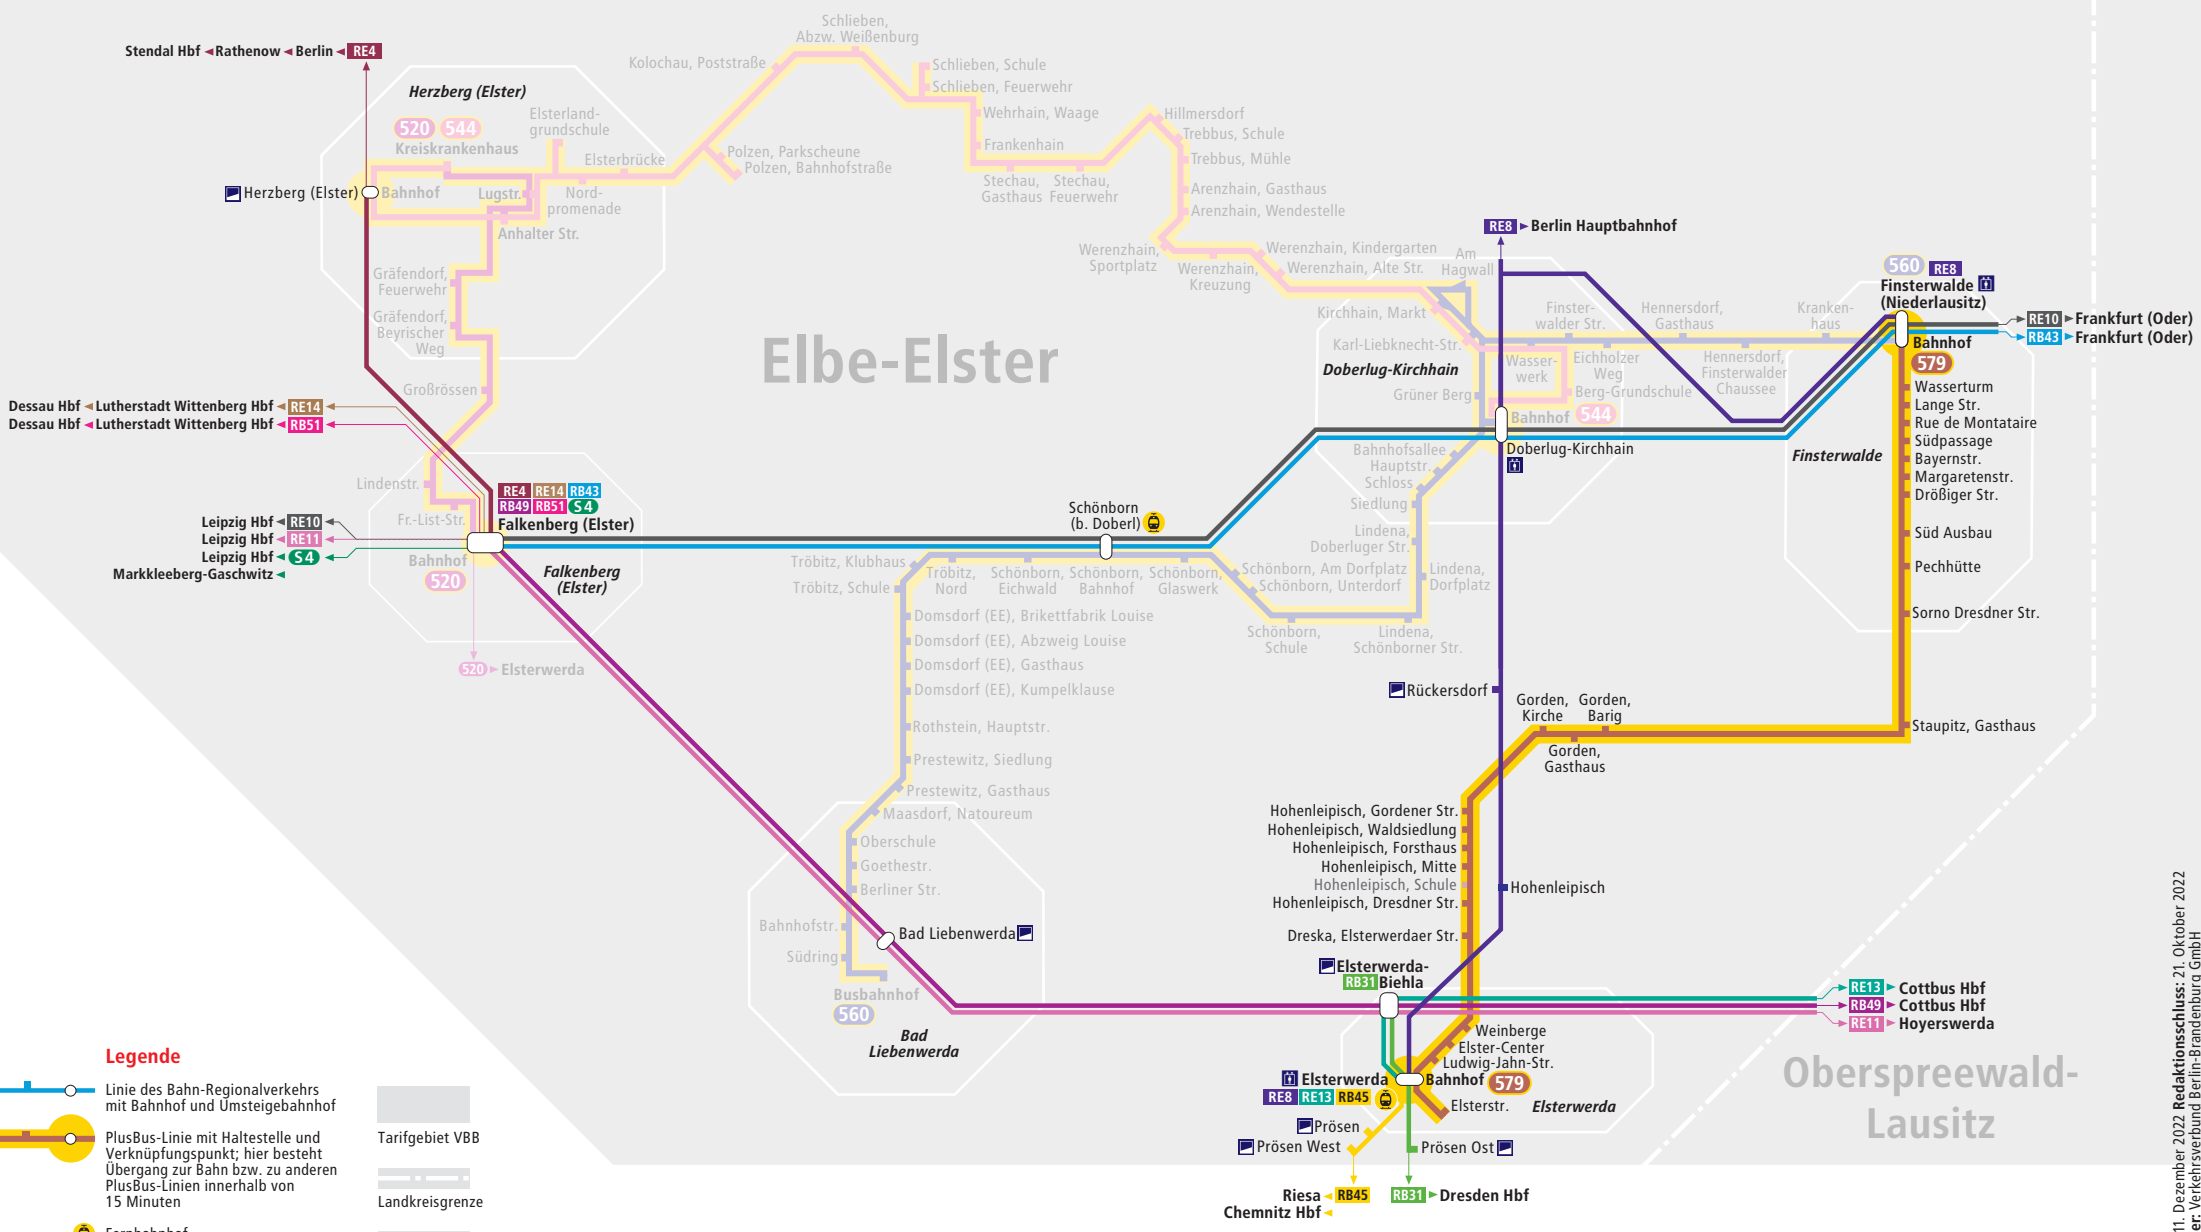 Stendal Hbf ◄ Rathenow ◄ Berlin ◄ RE4
Herzberg (Elster)
520 544
Kreiskrankenhaus
Herzberg (Elster)
Bahnhof
Elsterland-
grundschule
Elsterbrücke
Lugstr.
Nord-
promenade
Anhalter Str.
Gräfendorf,
Feuerwehr
Gräfendorf,
Beyrischer
Weg
Großrössen
Lindenstr.
Fr.-List-Str.
Kolochau, Poststraße
Schlieben,
Abzw. Weißenburg
Schlieben, Schule
Schlieben, Feuerwehr
Wehrhain, Waage
Frankenhain
Polzen, Parkscheune
Polzen, Bahnhofstraße
Stechau,
Gasthaus
Stechau,
Feuerwehr
Hillmersdorf
Trebbus, Schule
Trebbus, Mühle
Arenzhain, Gasthaus
Arenzhain, Wendestelle
Werenzhain,
Sportplatz
Werenzhain,
Kreuzung
Werenzhain, Kindergarten
Werenzhain, Alte Str.
Am
Hagwall
Kirchhain, Markt
Karl-Liebknecht-Str.
Doberlug-Kirchhain
Grüner Berg
RE8 ► Berlin Hauptbahnhof
Finster-
walder Str.
Hennersdorf,
Gasthaus
Kranken-
haus
Wasser-
werk
Eichholzer
Weg
Hennersdorf,
Finsterwalder
Chaussee
Berg-Grundschule
Bahnhof 544
Doberlug-Kirchhain
560 RE8
Finsterwalde
(Niederlausitz)
RE10 ► Frankfurt (Oder)
RB43 ► Frankfurt (Oder)
Bahnhof
579
Wasserturm
Lange Str.
Rue de Montataire
Südpassage
Bayernstr.
Margaretenstr.
Drößiger Str.
Süd Ausbau
Pechhütte
Sorno Dresdner Str.
Staupitz, Gasthaus
Finsterwalde
Elbe-Elster
Dessau Hbf ◄ Lutherstadt Wittenberg Hbf ◄ RE14
Dessau Hbf ◄ Lutherstadt Wittenberg Hbf ◄ RB51
Leipzig Hbf ◄ RE10
Leipzig Hbf ◄ RE11
Leipzig Hbf ◄ S4
Markkleeberg-Gaschwitz ◄
RE4 RE14 RB43
RB49 RB51 S4
Falkenberg (Elster)
Bahnhof
520
Falkenberg
(Elster)
520 ► Elsterwerda
Schönborn
(b. Doberl)
Tröbitz, Klubhaus
Tröbitz, Schule
Tröbitz,
Nord
Schönborn,
Eichwald
Schönborn,
Bahnhof
Schönborn,
Glaswerk
Schönborn, Am Dorfplatz
Schönborn, Unterdorf
Schönborn,
Schule
Lindena,
Schönborner Str.
Lindena,
Dorfplatz
Lindena,
Doberluger Str.
Siedlung
Schloss
Hauptstr.
Bahnhofsallee
Domsdorf (EE), Brikettfabrik Louise
Domsdorf (EE), Abzweig Louise
Domsdorf (EE), Gasthaus
Domsdorf (EE), Kumpelklause
Rothstein, Hauptstr.
Prestewitz, Siedlung
Prestewitz, Gasthaus
Maasdorf, Natoureum
Oberschule
Goethestr.
Berliner Str.
Bahnhofstr.
Südring
Busbahnhof
560
Bad Liebenwerda
Bad
Liebenwerda
Rückersdorf
Gorden,
Kirche
Gorden,
Barig
Gorden,
Gasthaus
Hohenleipisch, Gordener Str.
Hohenleipisch, Waldsiedlung
Hohenleipisch, Forsthaus
Hohenleipisch, Mitte
Hohenleipisch, Schule
Hohenleipisch, Dresdner Str.
Dreska, Elsterwerdaer Str.
Hohenleipisch
Elsterwerda-
RB31 Biehla
RE13 ► Cottbus Hbf
RB49 ► Cottbus Hbf
RE11 ► Hoyerswerda
Weinberge
Elster-Center
Ludwig-Jahn-Str.
Elsterwerda
Bahnhof 579
RE8 RE13 RB45
Elsterstr.
Elsterwerda
Prösen
Prösen West
Prösen Ost
Riesa ◄ RB45
Chemnitz Hbf ◄
RB31 ► Dresden Hbf
Oberspreewald-
Lausitz
Legende
Linie des Bahn-Regionalverkehrs
mit Bahnhof und Umsteigebahnhof
PlusBus-Linie mit Haltestelle und
Verknüpfungspunkt; hier besteht
Übergang zur Bahn bzw. zu anderen
PlusBus-Linien innerhalb von
15 Minuten
Tarifgebiet VBB
Landkreisgrenze
11. Dezember 2022 Redaktionsschluss: 21. Oktober 2022
er: Verkehrsverbund Berlin-Brandenburg GmbH